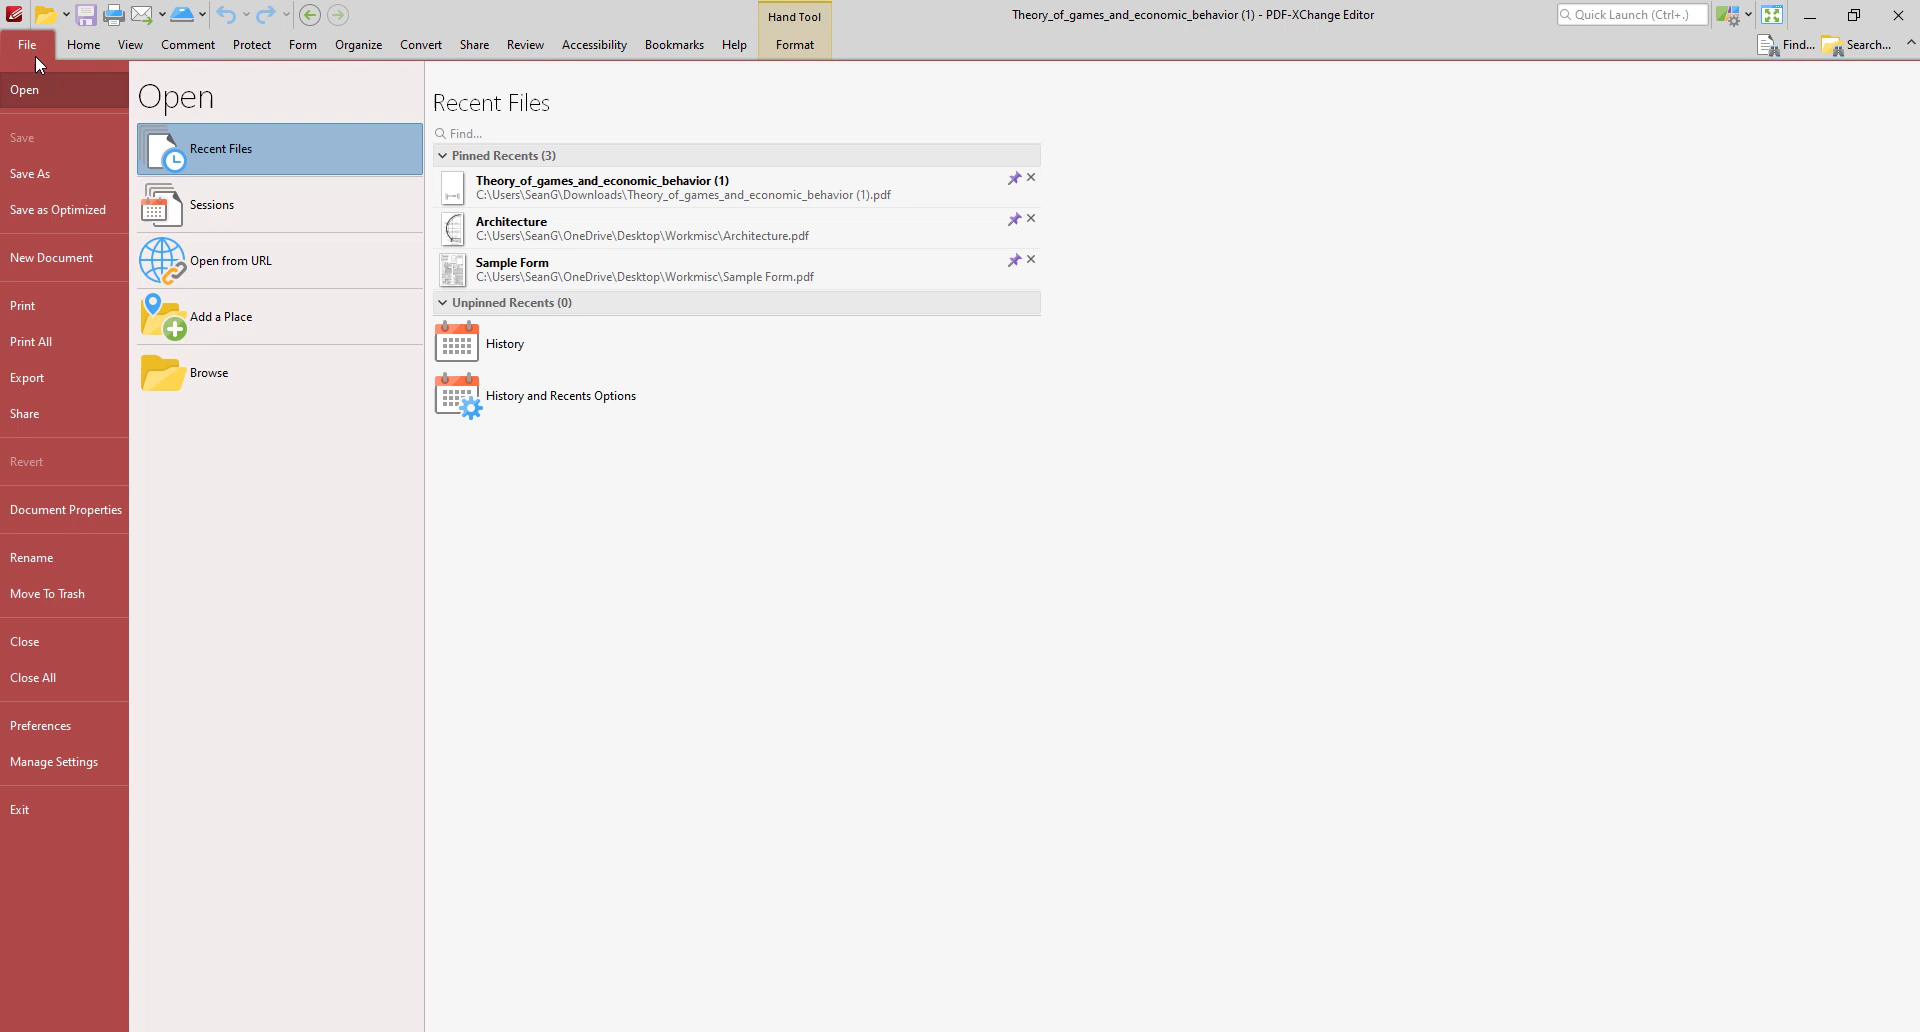 Hand Tool
Theory_of_games_and_economic_behavior (1) - PDF-XChange Editor
Quick Launch (Ctrl+.)
File
Home
View
Comment
Protect
Form
Organize
Convert
Share
Review
Accessibility
Bookmarks
Help
Format
Find...
Search...
Open
Save
Save As
Save as Optimized
New Document
Print
Print All
Export
Share
Revert
Document Properties
Rename
Move To Trash
Close
Close All
Preferences
Manage Settings
Exit
Open
Recent Files
Sessions
Open from URL
Add a Place
Browse
Recent Files
Find...
Pinned Recents (3)
Theory_of_games_and_economic_behavior (1)
C:\Users\SeanG\Downloads\Theory_of_games_and_economic_behavior (1).pdf
Architecture
C:\Users\SeanG\OneDrive\Desktop\Workmisc\Architecture.pdf
Sample Form
C:\Users\SeanG\OneDrive\Desktop\Workmisc\Sample Form.pdf
Unpinned Recents (0)
History
History and Recents Options